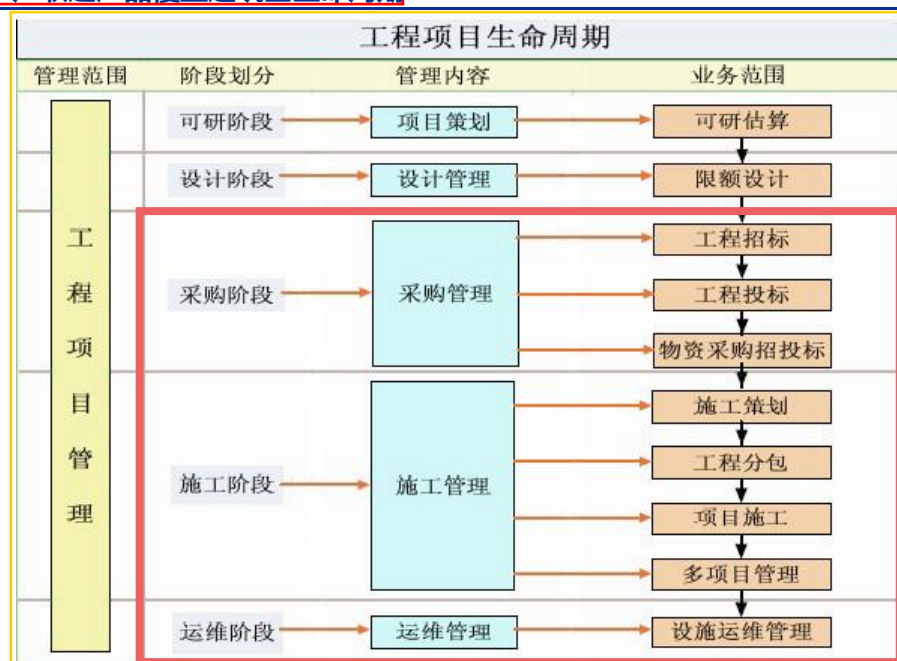 工程项目生命周期
管理范围 阶段划分 管理内容 业务范围
工程项目管理
可研阶段 项目策划 可研估算
设计阶段 设计管理 限额设计
采购阶段 采购管理 工程招标
工程投标
物资采购招投标
施工阶段 施工管理 施工策划
工程分包
项目施工
多项目管理
运维阶段 运维管理 设施运维管理